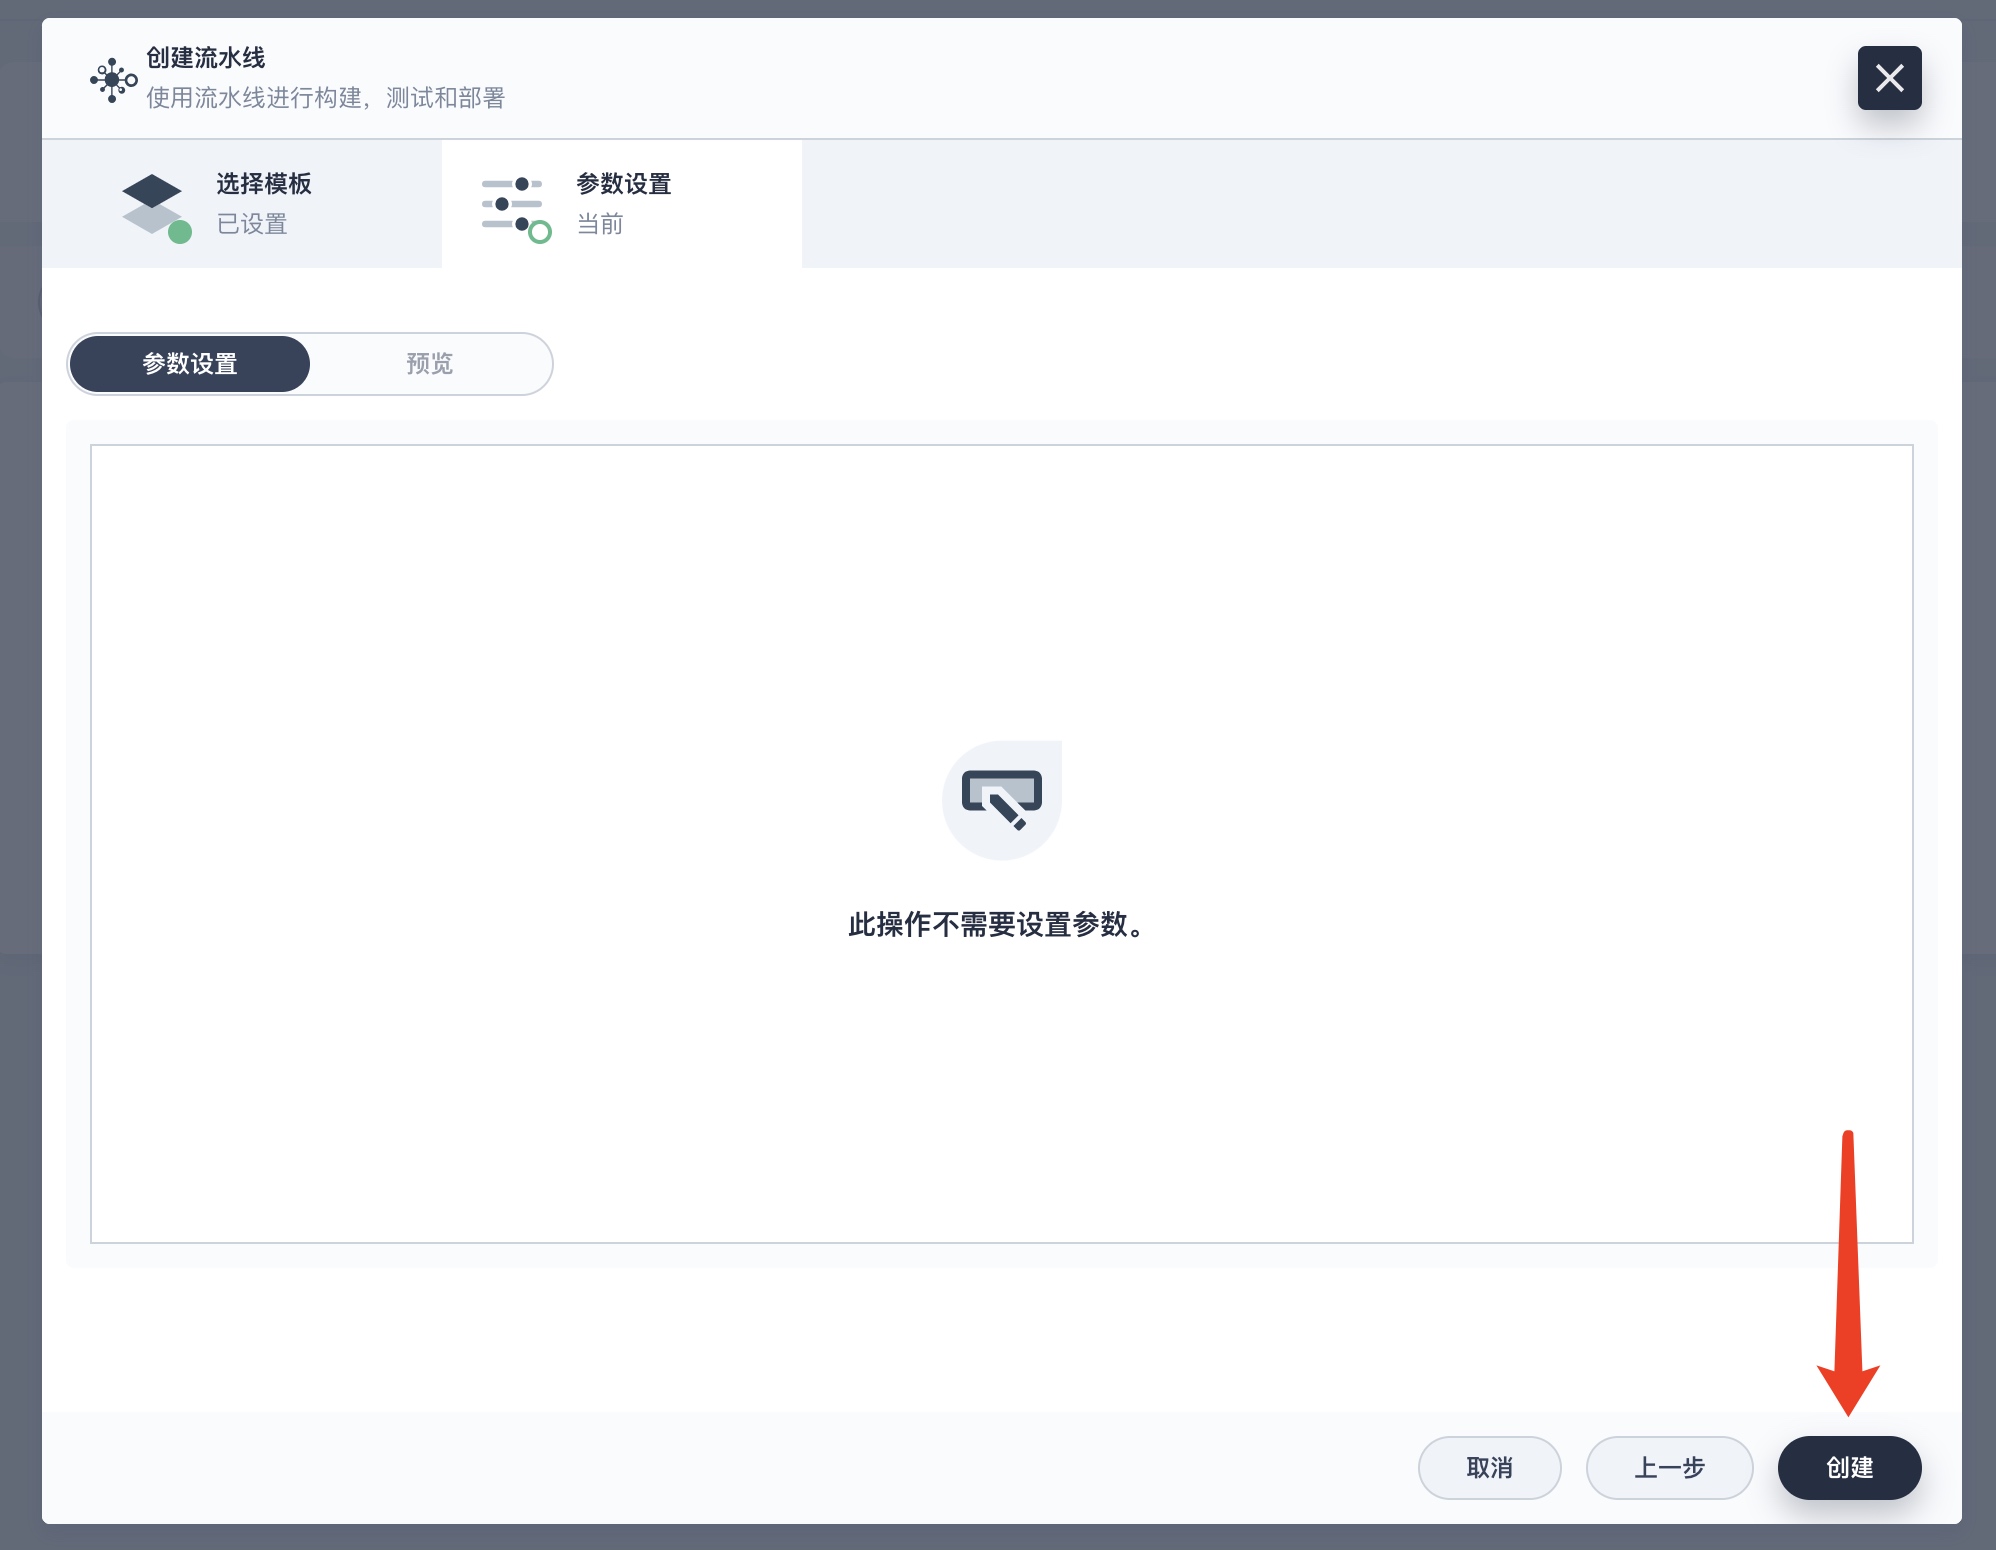 创建流水线
使用流水线进行构建，测试和部署
选择模板
已设置
参数设置
当前
参数设置
预览
此操作不需要设置参数。
取消
上一步
创建